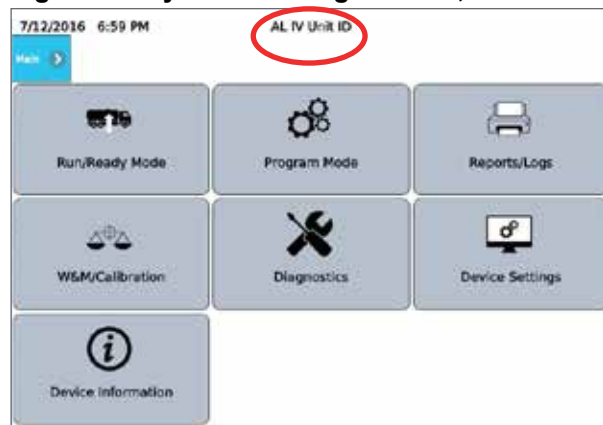 7/12/2016 6:59 PM AL IV Unit ID
Main
Run/Ready Mode Program Mode Reports/Logs
W&M/Calibration Diagnostics Device Settings
Device Information